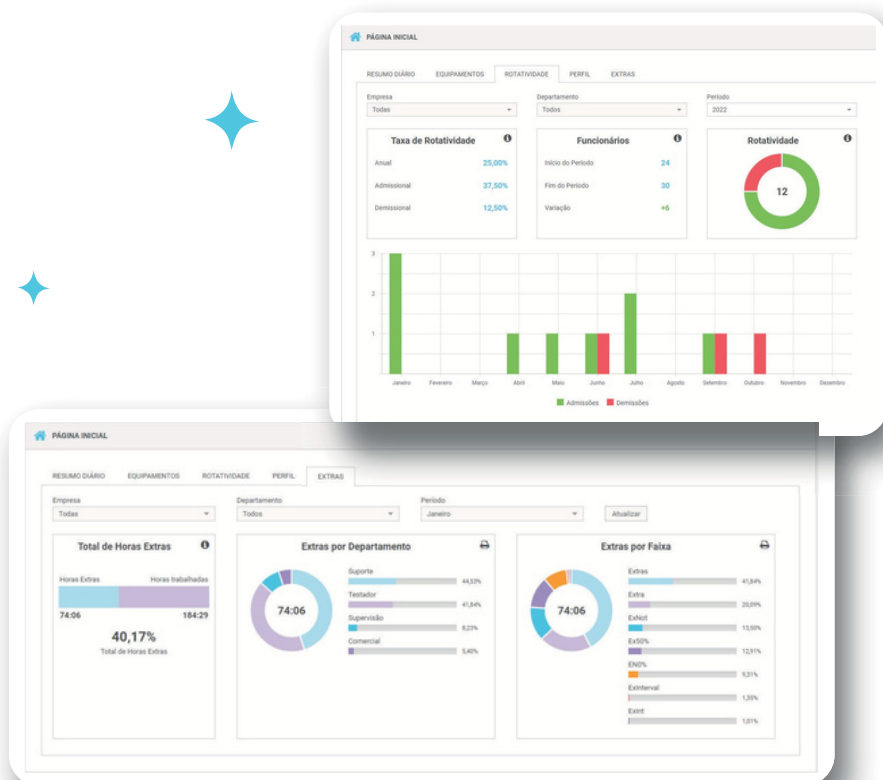 PÁGINA INICIAL
RESUMO DIÁRIO EQUIPAMENTOS ROTATIVIDADE PERFIL EXTRAS
Empresa Departamento Período
Todas Todos 2022
Taxa de Rotatividade Funcionários Rotatividade
Anual 25,00% Início do Período 24
Admissional 37,50% Fim do Período 30 12
Demissional 12,50% Variação +6
3
2
1
Janeiro Fevereiro Março Abril Maio Junho Julho Agosto Setembro Outubro Novembro Dezembro
Admissões Demissões
PÁGINA INICIAL
RESUMO DIÁRIO EQUIPAMENTOS ROTATIVIDADE PERFIL EXTRAS
Empresa Departamento Período
Todas Todos Janeiro Atualizar
Total de Horas Extras
Horas Extras Horas trabalhadas
74:06 184:29
40,17%
Total de Horas Extras
Extras por Departamento
74:06
Suporte
44,53%
Testador
41,84%
Supervisão
8,23%
Comercial
5,40%
Extras por Faixa
74:06
Extras
41,84%
Extra
20,09%
ExNot
13,50%
Ex50%
12,91%
EN0%
9,31%
ExInterval
1,35%
ExInt
1,01%